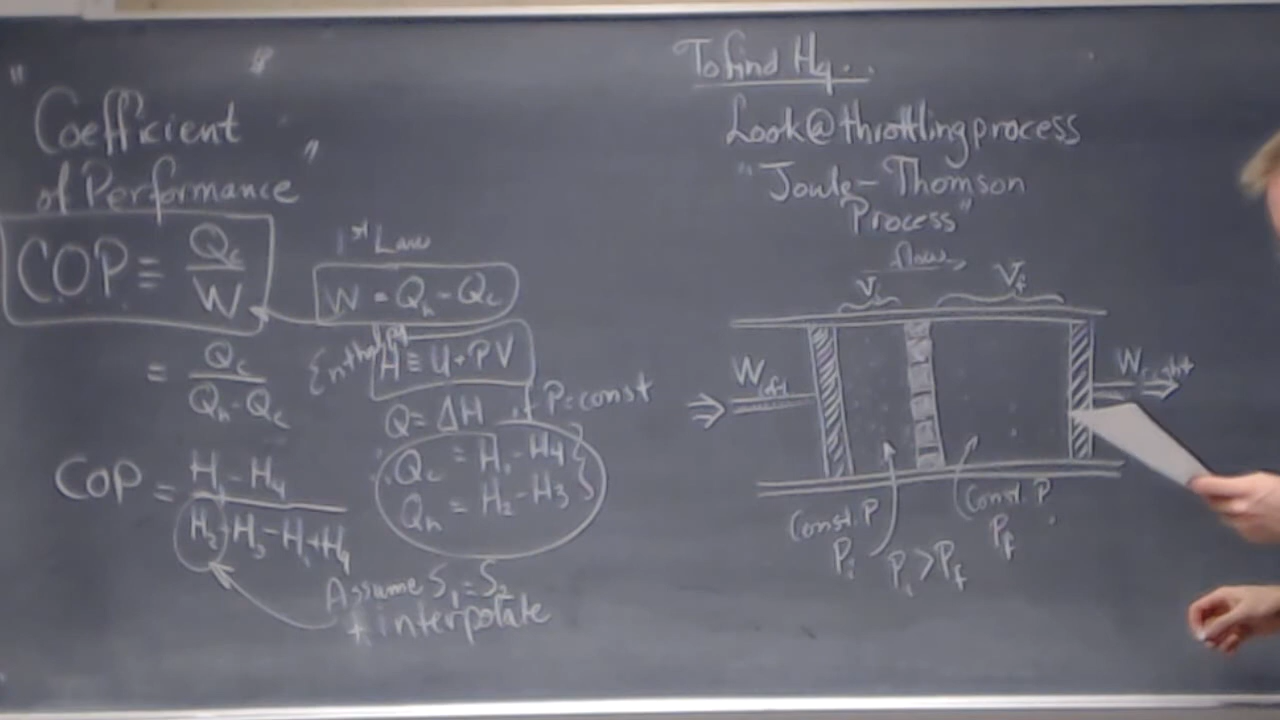 "Coefficient
of Performance"
COP ≡ Qc/W
1st Law
W = Qh - Qc
= Qc/(Qh - Qc)
Enthalpy
H ≡ U + PV
Q = ΔH if P=const
Qc = H1 - H4
Qh = H2 - H3
COP = (H1 - H4)/(H2 - H3 - H1 + H4)
Assume S1 = S2
+ interpolate
To find H4...
Look@throttling process
"Joule-Thomson
Process"
flow
Vi
Vf
Wleft
Wright
Const. P
Pi
Pi > Pf
Const. P
Pf